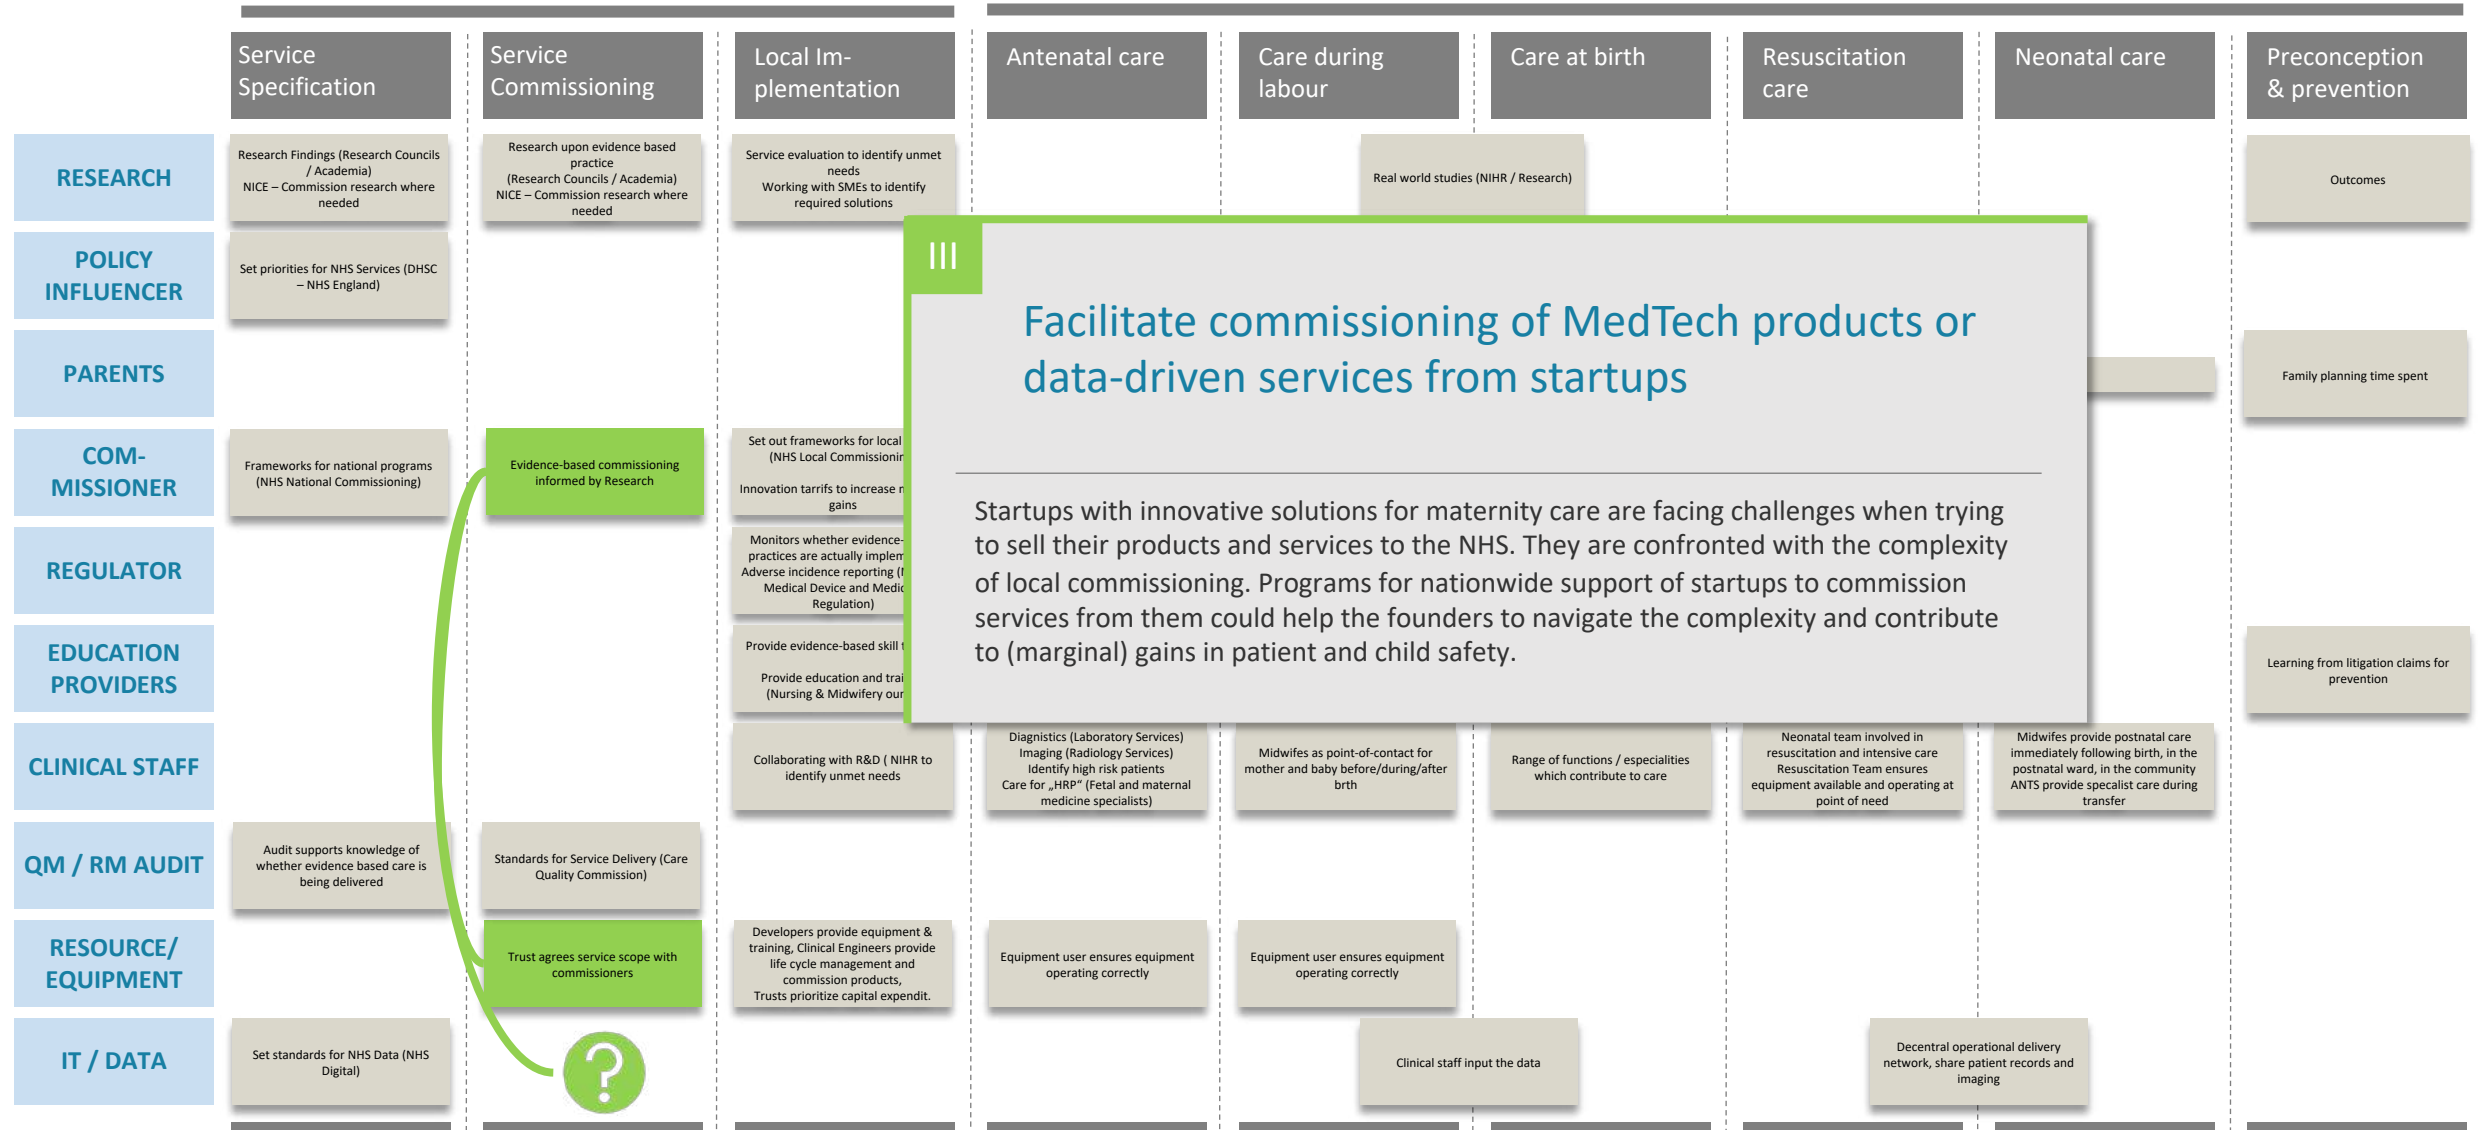 Service
Specification
Service
Commissioning
Local Im-
plementation
Antenatal care
Care during
labour
Care at birth
Resuscitation
care
Neonatal care
Preconception
& prevention
RESEARCH
Research Findings (Research Councils
/ Academia)
NICE – Commission research where
needed
Research upon evidence based
practice
(Research Councils / Academia)
NICE – Commission research where
needed
Service evaluation to identify unmet
needs
Working with SMEs to identify
required solutions
Real world studies (NIHR / Research)
Outcomes
POLICY
INFLUENCER
Set priorities for NHS Services (DHSC
– NHS England)
III
Facilitate commissioning of MedTech products or
data-driven services from startups
Startups with innovative solutions for maternity care are facing challenges when trying
to sell their products and services to the NHS. They are confronted with the complexity
of local commissioning. Programs for nationwide support of startups to commission
services from them could help the founders to navigate the complexity and contribute
to (marginal) gains in patient and child safety.
PARENTS
Family planning time spent
COM-
MISSIONER
Frameworks for national programs
(NHS National Commissioning)
Evidence-based commissioning
informed by Research
Set out frameworks for local
(NHS Local
Innovation tarrifs to increase
gains
REGULATOR
Monitors whether evidence-
practices are actually
Adverse incidence reporting
Medical Device and
Regulation)
EDUCATION
PROVIDERS
Provide evidence-based skill
Provide education and
(Nursing & Midwifery
Learning from litigation claims for
prevention
CLINICAL STAFF
Collaborating with R&D ( NIHR to
identify unmet needs
Diagnostics (Laboratory Services)
Imaging (Radiology Services)
Identify high risk patients
Care for „HRP“ (Fetal and maternal
medicine specialists)
Midwifes as point-of-contact for
mother and baby before/during/after
brth
Range of functions / especialities
which contribute to care
Neonatal team involved in
resuscitation and intensive care
Resuscitation Team ensures
equipment available and operating at
point of need
Midwifes provide postnatal care
immediately following birth, in the
postnatal ward, in the community
ANTS provide specalist care during
transfer
QM / RM AUDIT
Audit supports knowledge of
whether evidence based care is
being delivered
Standards for Service Delivery (Care
Quality Commission)
RESOURCE/
EQUIPMENT
Trust agrees service scope with
commissioners
Developers provide equipment &
training, Clinical Engineers provide
life cycle management and
commission products,
Trusts prioritize capital expendit.
Equipment user ensures equipment
operating correctly
Equipment user ensures equipment
operating correctly
IT / DATA
Set standards for NHS Data (NHS
Digital)
?
Clinical staff input the data
Decentral operational delivery
network, share patient records and
imaging